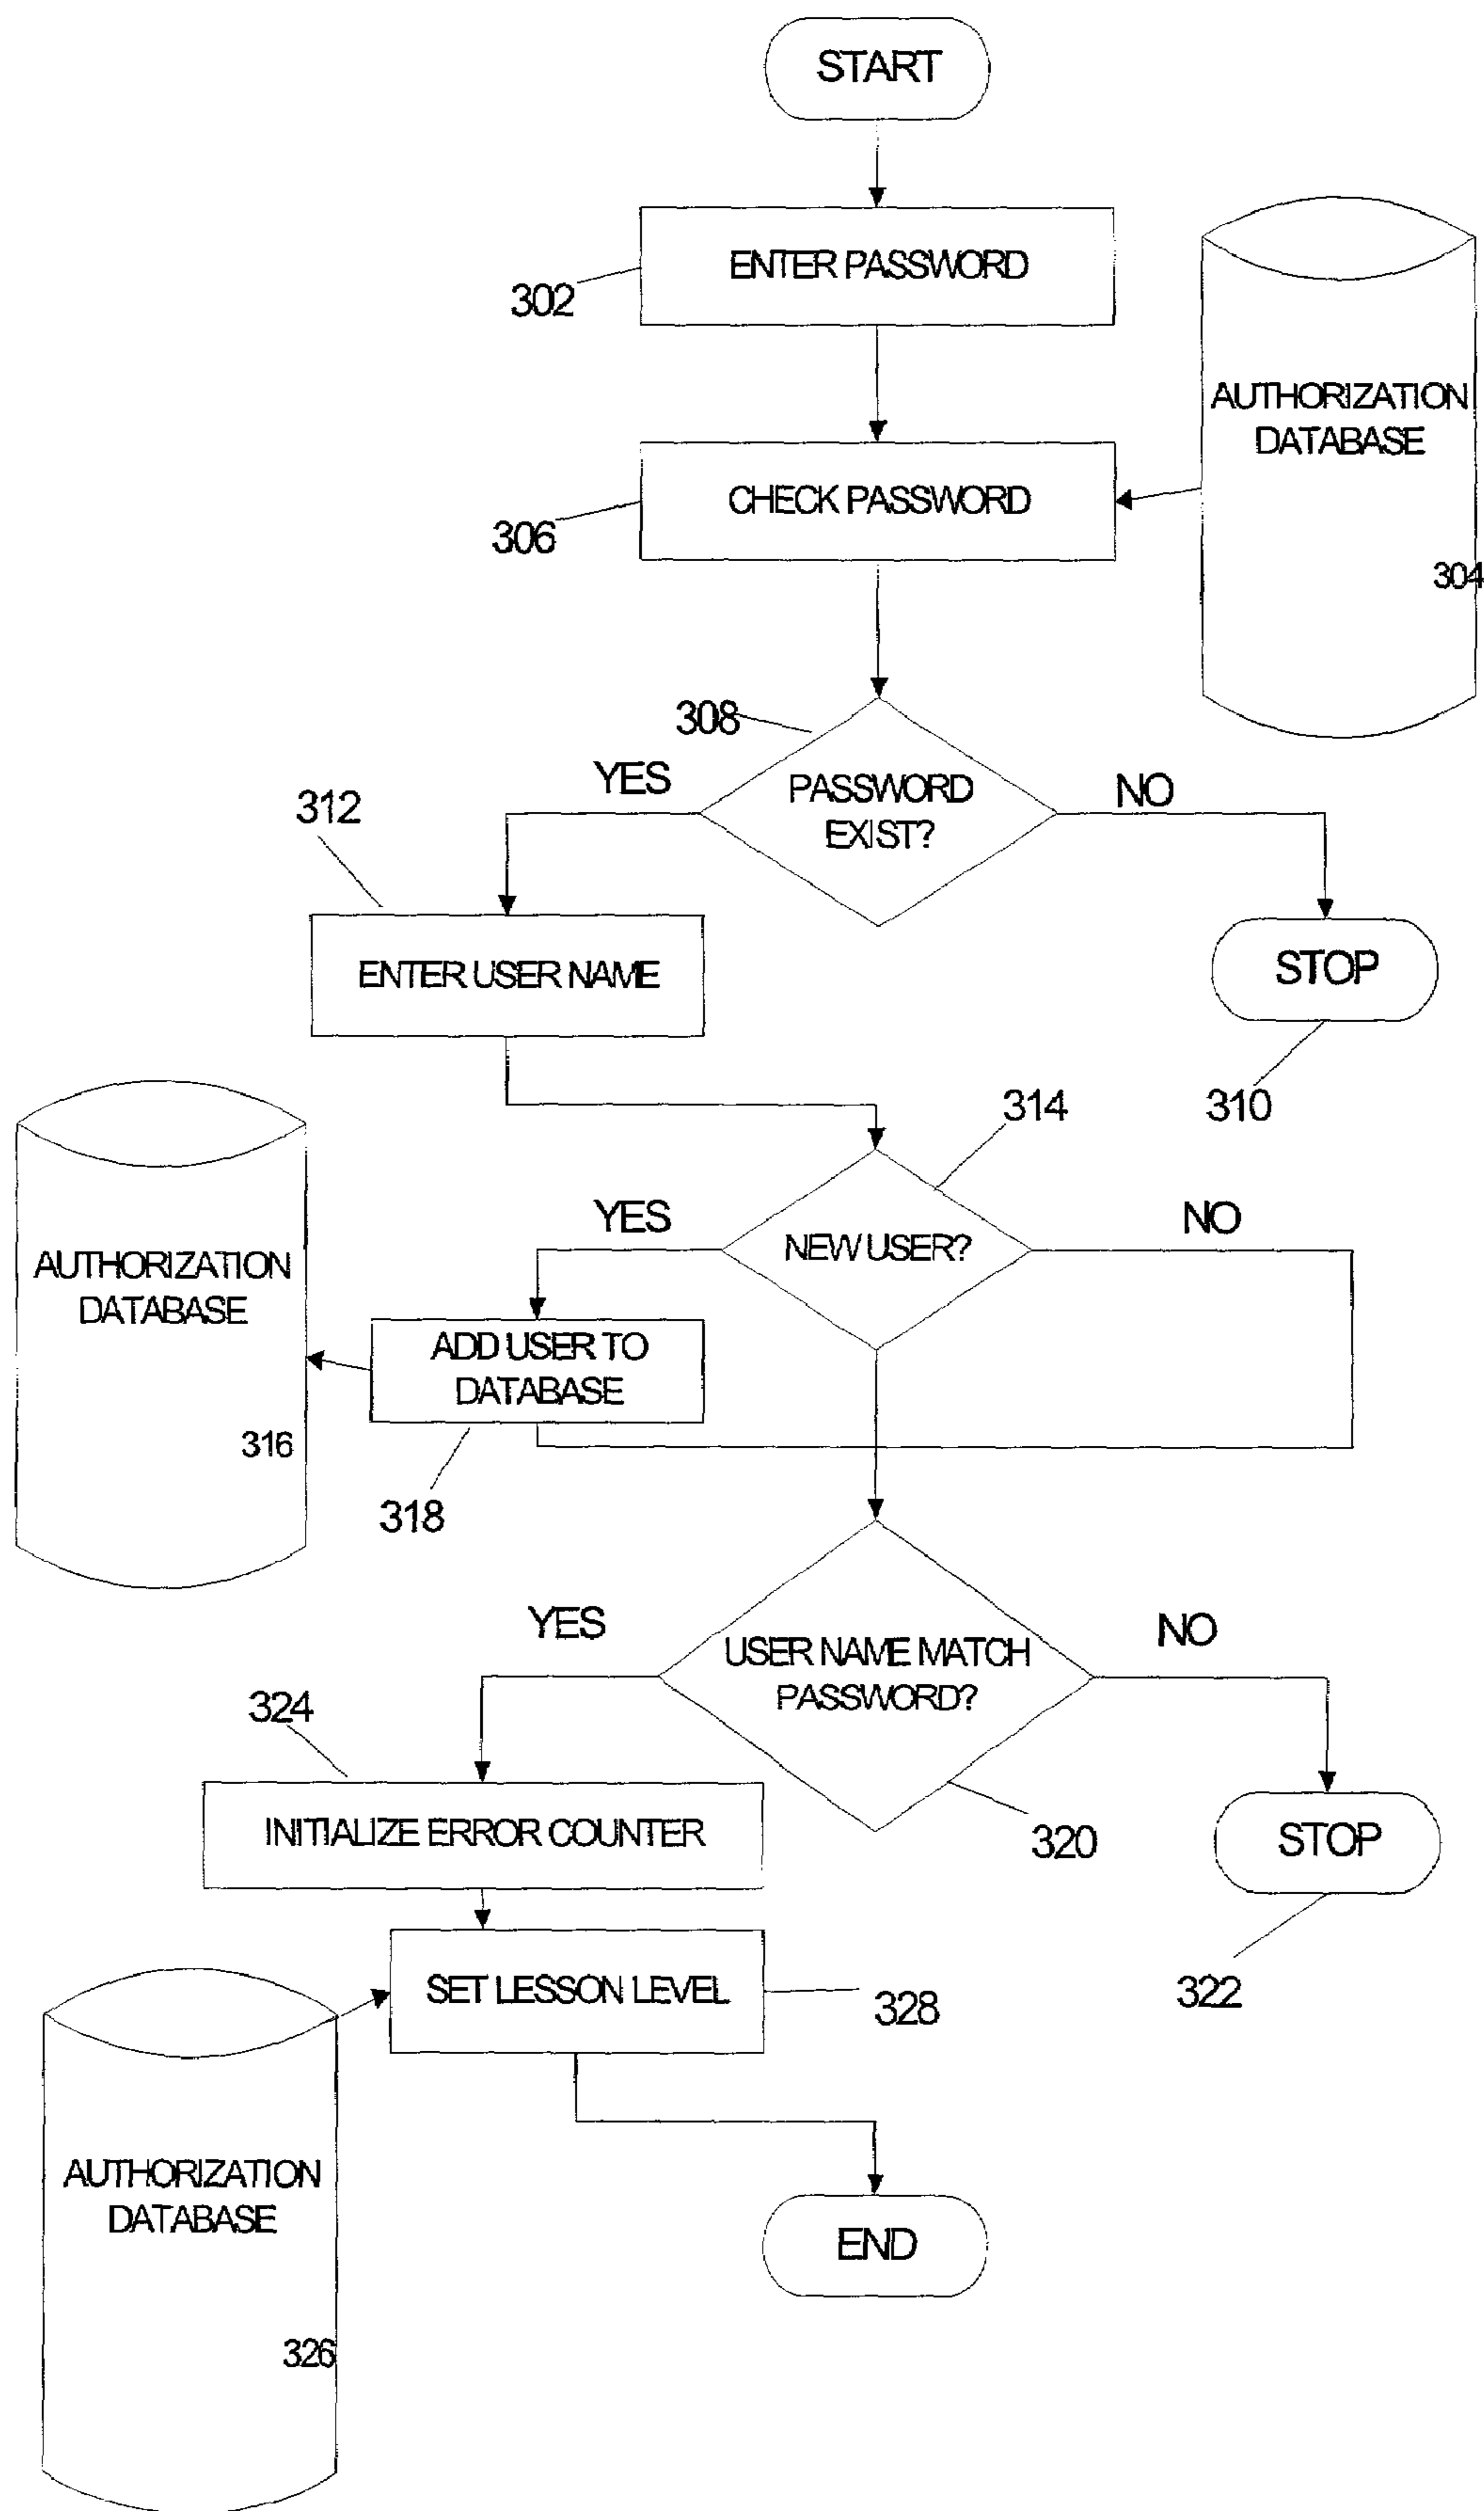 START
ENTER PASSWORD
302
AUTHORIZATION
DATABASE
CHECK PASSWORD
306
304
308
YES
PASSWORD
EXIST?
NO
312
ENTER USER NAME
STOP
310
314
YES
NEW USER?
NO
AUTHORIZATION
DATABASE
ADD USER TO
DATABASE
316
318
YES
USER NAME MATCH
PASSWORD?
NO
324
INITIALIZE ERROR COUNTER
320
STOP
SET LESSON LEVEL
328
322
AUTHORIZATION
DATABASE
END
326